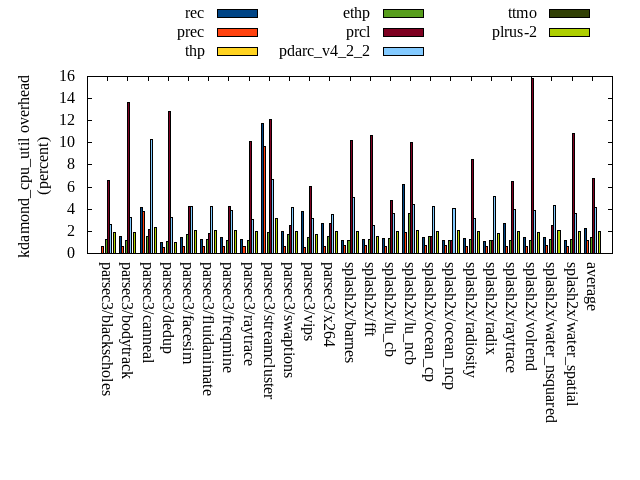 rec
prec
thp
ethp
prcl
pdarc_v4_2_2
ttmo
plrus-2
kdamond_cpu_util overhead
(percent)
16
14
12
10
8
6
4
2
0
parsec3/blackscholes
parsec3/bodytrack
parsec3/canneal
parsec3/dedup
parsec3/facesim
parsec3/fluidanimate
parsec3/freqmine
parsec3/raytrace
parsec3/streamcluster
parsec3/swaptions
parsec3/vips
parsec3/x264
splash2x/barnes
splash2x/fft
splash2x/lu_cb
splash2x/lu_ncb
splash2x/ocean_cp
splash2x/ocean_ncp
splash2x/radiosity
splash2x/radix
splash2x/raytrace
splash2x/volrend
splash2x/water_nsquared
splash2x/water_spatial
average